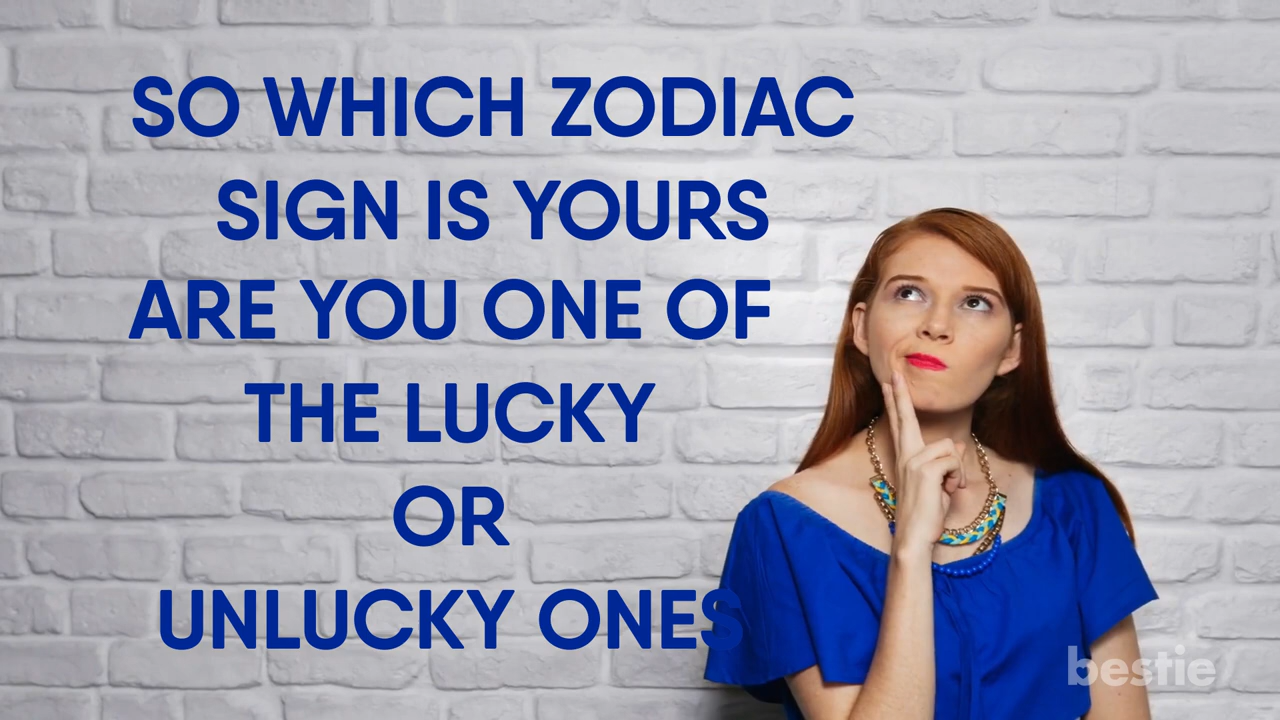 SO WHICH ZODIAC
SIGN IS YOURS
ARE YOU ONE OF
THE LUCKY
OR
UNLUCKY ONES
bestie